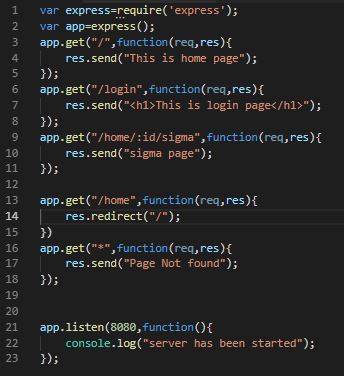 1 var express=require('express');
2 var app=express();
3 app.get("/",function(req,res){
4     res.send("This is home page");
5 });
6 app.get("/login",function(req,res){
7     res.send("<h1>This is login page</h1>");
8 });
9 app.get("/home/:id/sigma",function(req,res){
10     res.send("sigma page");
11 });
12
13 app.get("/home",function(req,res){
14     res.redirect("/");
15 })
16 app.get("*",function(req,res){
17     res.send("Page Not found");
18 });
19
20
21 app.listen(8080,function(){
22     console.log("server has been started");
23 });